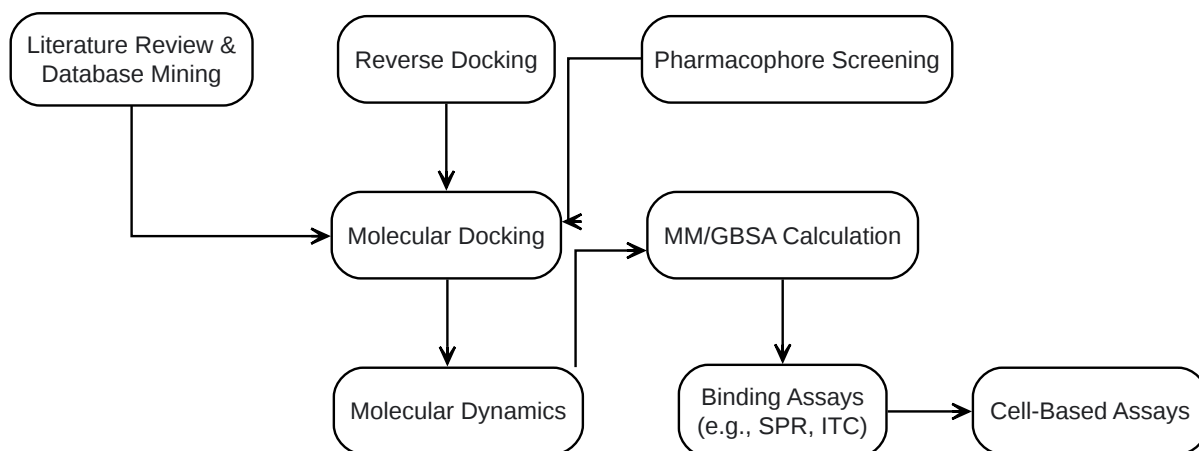 Literature Review &
Database Mining
Reverse Docking
Pharmacophore Screening
Molecular Docking
MM/GBSA Calculation
Molecular Dynamics
Binding Assays
(e.g., SPR, ITC)
Cell-Based Assays